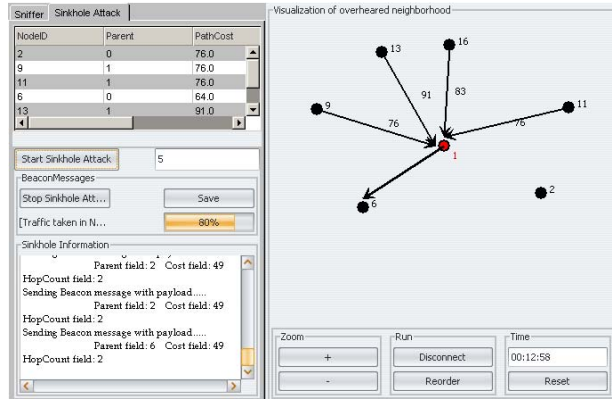 Sniffer Sinkhole Attack
NodeID Parent PathCost
2 0 76.0
9 1 76.0
11 1 76.0
6 0 64.0
13 1 91.0
Start Sinkhole Attack 5
BeaconMessages
Stop Sinkhole Att... Save
[Traffic taken in N... 80%
Sinkhole Information
Parent field: 2 Cost field: 49
HopCount field: 2
Sending Beacon message with payload.....
Parent field: 2 Cost field: 49
HopCount field: 2
Sending Beacon message with payload.....
Parent field: 6 Cost field: 49
HopCount field: 2
Visualization of overheared neighborhood
13
16
91
83
9
11
76
76
1
2
6
Zoom
+
-
Run
Disconnect
Reorder
Time
00:12:58
Reset